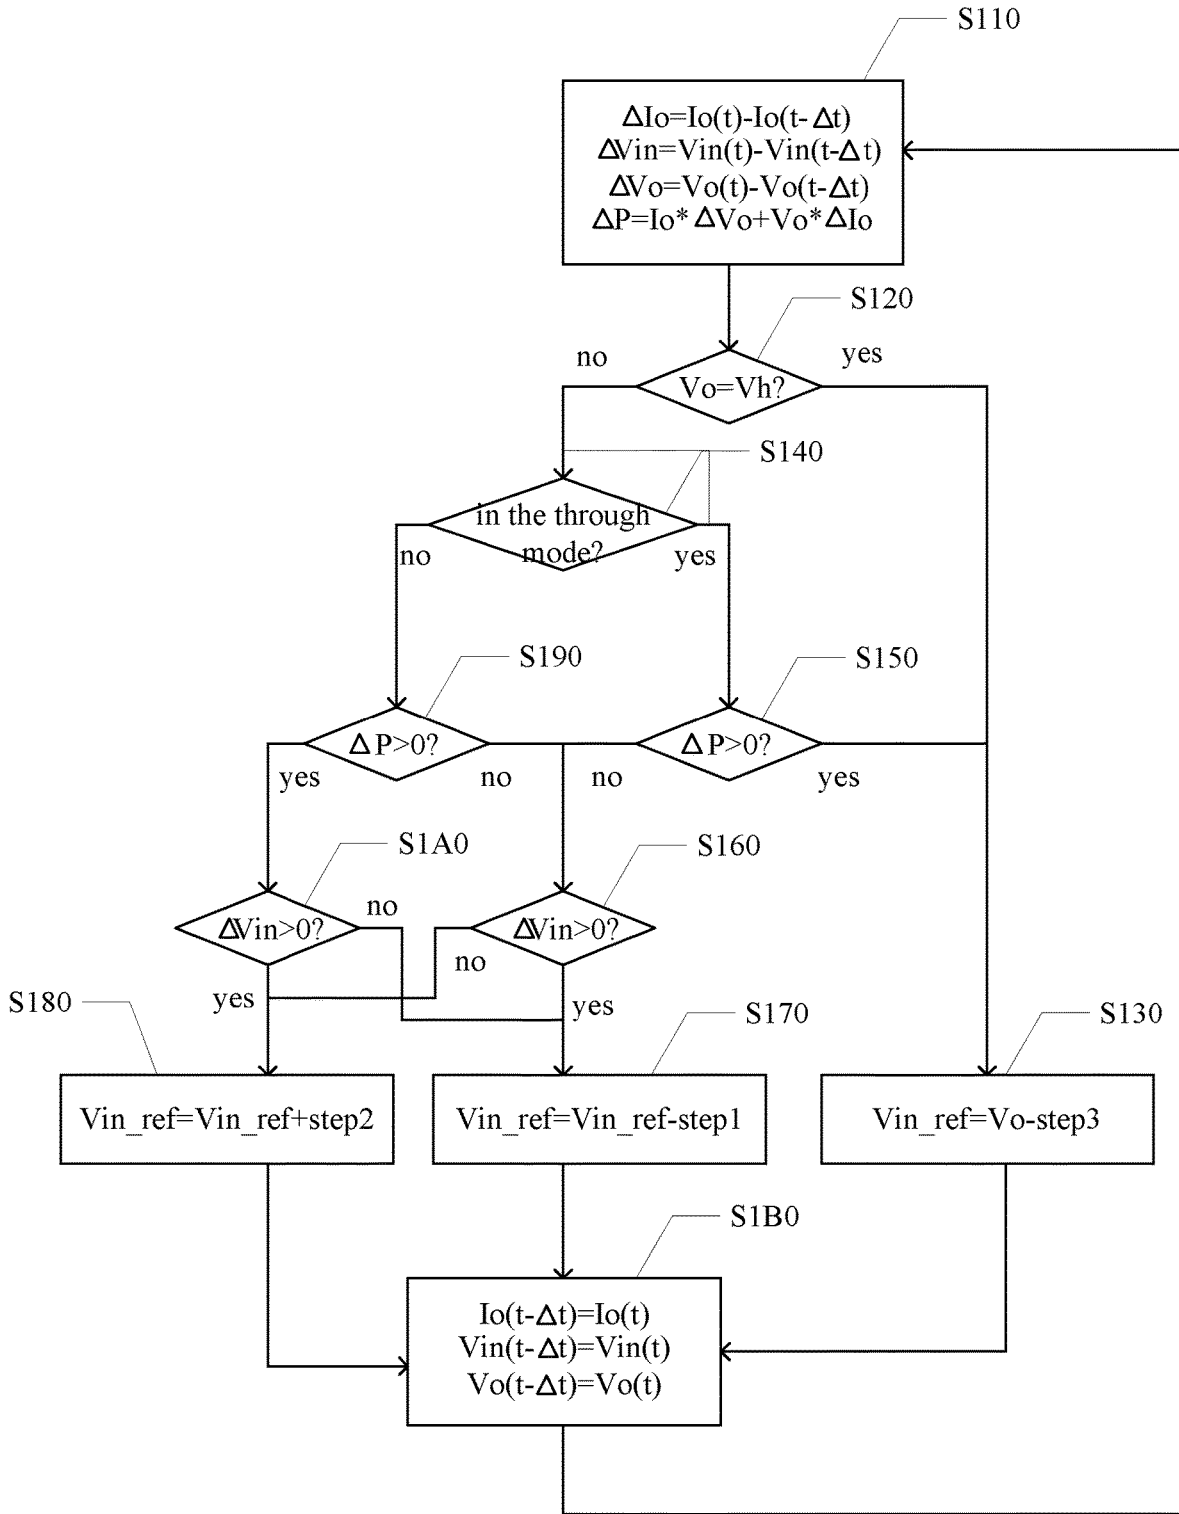 S110
ΔIo=Io(t)-Io(t-Δt)
ΔVin=Vin(t)-Vin(t-Δt)
ΔVo=Vo(t)-Vo(t-Δt)
ΔP=Io*ΔVo+Vo*ΔIo
S120
no
yes
Vo=Vh?
S140
in the through
mode?
no
yes
S190
S150
ΔP>0?
ΔP>0?
yes
no
no
yes
S1A0
S160
no
ΔVin>0?
ΔVin>0?
no
yes
yes
S180
S170
S130
Vin_ref=Vin_ref+step2
Vin_ref=Vin_ref-step1
Vin_ref=Vo-step3
S1B0
Io(t-Δt)=Io(t)
Vin(t-Δt)=Vin(t)
Vo(t-Δt)=Vo(t)